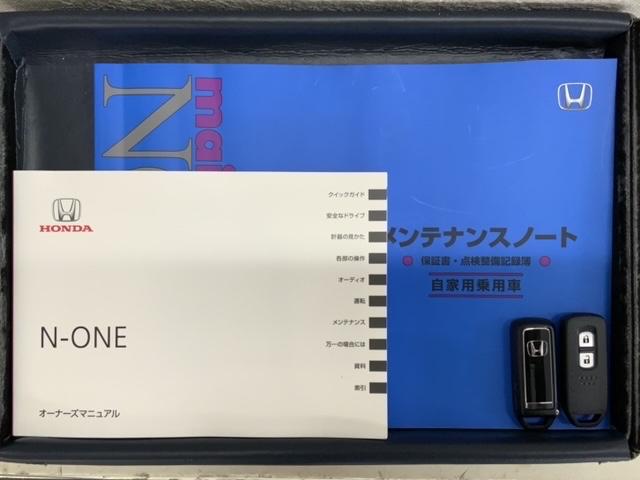 HONDA
N-ONE
オーナーズマニュアル
クイックガイド
安全なドライブ
計器の見かた
各部の操作
オーディオ
運転
メンテナンス
万一の場合には
資料
索引
メンテナンスノート
保証書・点検整備記録簿
自家用乗用車